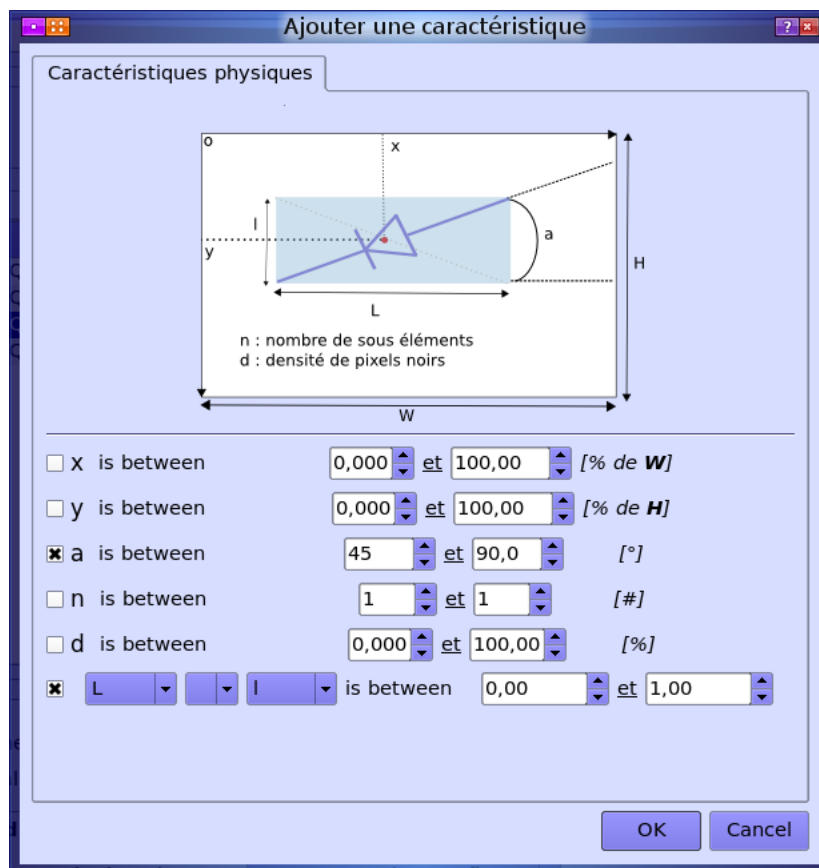 Ajouter une caractéristique
Caractéristiques physiques
o
x
l
y
a
H
L
n : nombre de sous éléments
d : densité de pixels noirs
W
x is between 0,000 et 100,00 [% de W]
y is between 0,000 et 100,00 [% de H]
a is between 45 et 90,0 [°]
n is between 1 et 1 [#]
d is between 0,000 et 100,00 [%]
L l is between 0,00 et 1,00
OK Cancel